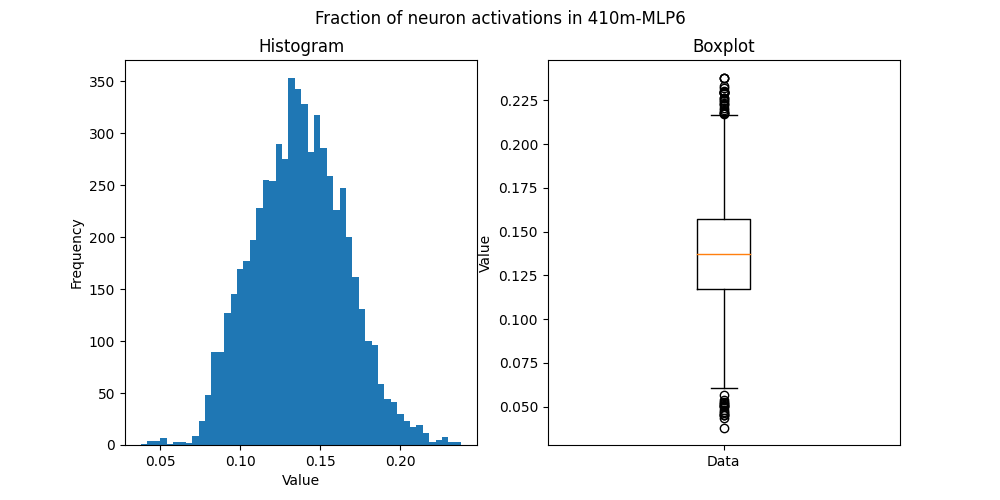 Fraction of neuron activations in 410m-MLP6
Histogram
350
300
250
200
150
100
50
0
Frequency
0.05 0.10 0.15 0.20
Value
Boxplot
0.225
0.200
0.175
0.150
0.125
0.100
0.075
0.050
Value
Data